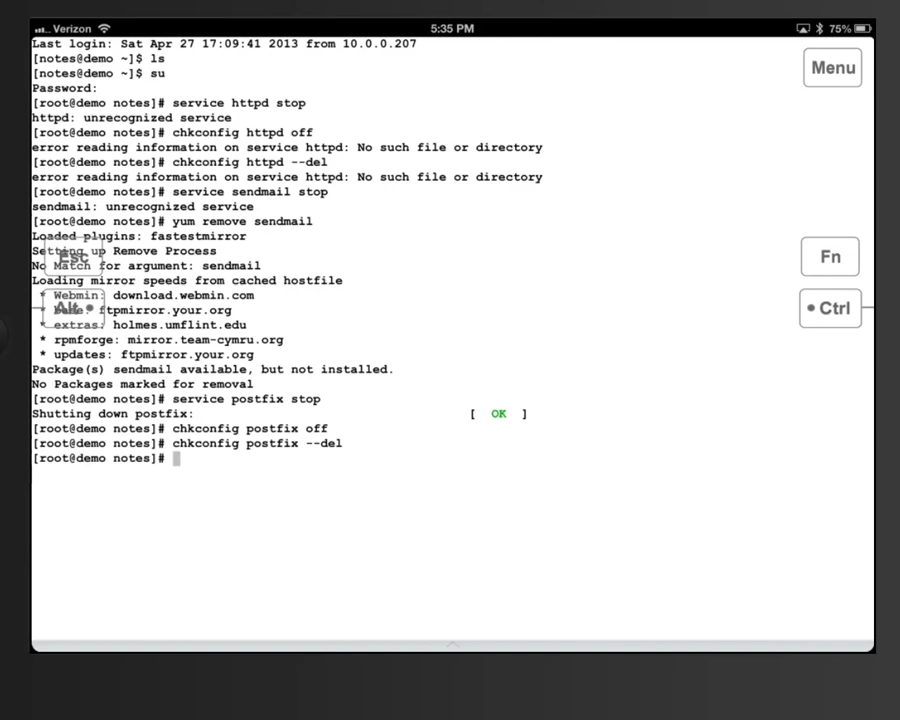 Verizon 5:35 PM 75%
Last login: Sat Apr 27 17:09:41 2013 from 10.0.0.207
[notes@demo ~]$ ls
[notes@demo ~]$ su
Menu
Password:
[root@demo notes]# service httpd stop
httpd: unrecognized service
[root@demo notes]# chkconfig httpd off
error reading information on service httpd: No such file or directory
[root@demo notes]# chkconfig httpd --del
error reading information on service httpd: No such file or directory
[root@demo notes]# service sendmail stop
sendmail: unrecognized service
[root@demo notes]# yum remove sendmail
Loaded plugins: fastestmirror
Setting up Remove Process
Esc
Fn
No Match for argument: sendmail
Loading mirror speeds from cached hostfile
* Webmin: download.webmin.com
* base: ftpmirror.your.org
Alt
Ctrl
* extras: holmes.umflint.edu
* rpmforge: mirror.team-cymru.org
* updates: ftpmirror.your.org
Package(s) sendmail available, but not installed.
No Packages marked for removal
[root@demo notes]# service postfix stop
Shutting down postfix: [ OK ]
[root@demo notes]# chkconfig postfix off
[root@demo notes]# chkconfig postfix --del
[root@demo notes]#